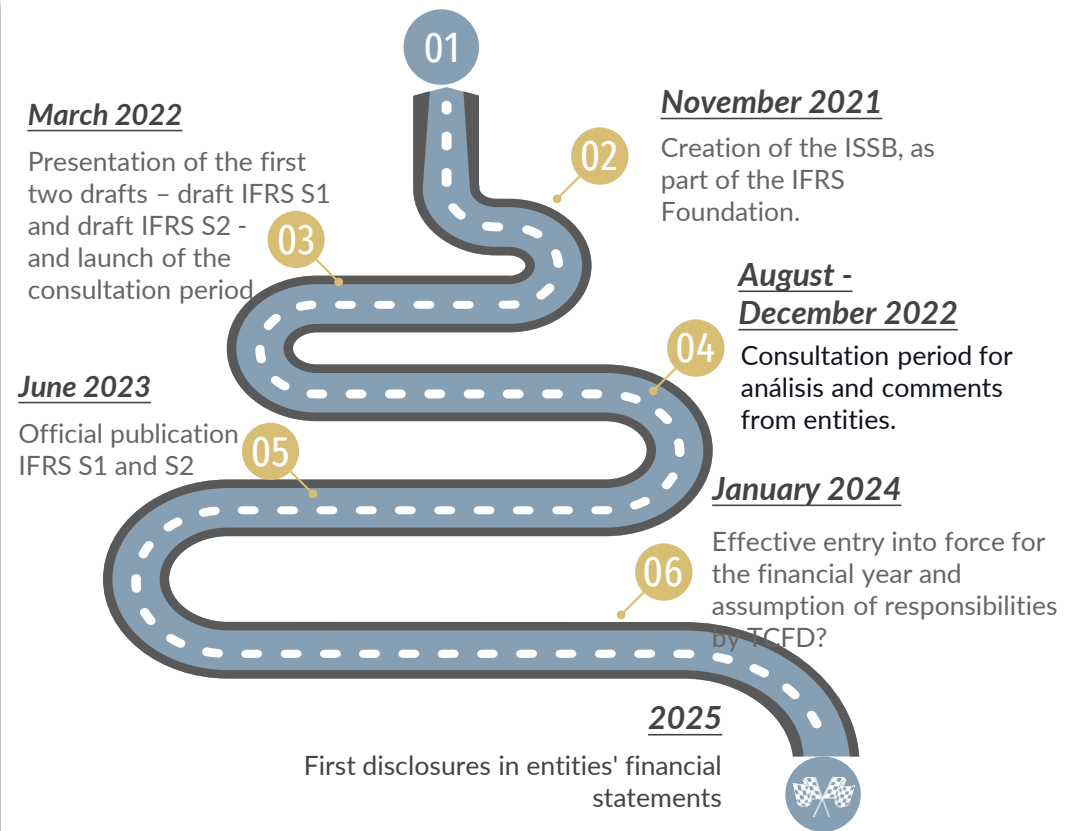 01
02
November 2021
Creation of the ISSB, as
part of the IFRS
Foundation.
March 2022
Presentation of the first
two drafts – draft IFRS S1
and draft IFRS S2 -
and launch of the
consultation period
03
August -
December 2022
04
Consultation period for
análisis and comments
from entities.
June 2023
Official publication
IFRS S1 and S2
05
January 2024
06
Effective entry into force for
the financial year and
assumption of responsibilities
by TCFD?
2025
First disclosures in entities' financial
statements